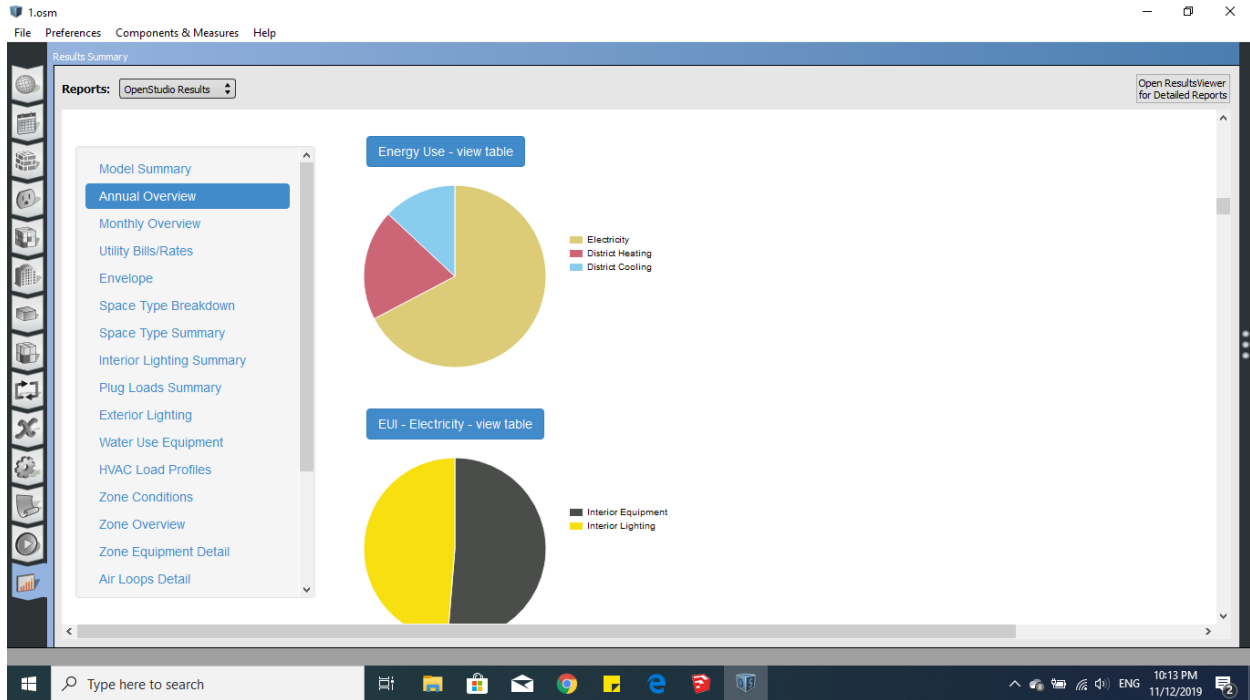 1.osm
File Preferences Components & Measures Help
Results Summary
Reports: OpenStudio Results
Open ResultsViewer
for Detailed Reports
Model Summary
Annual Overview
Monthly Overview
Utility Bills/Rates
Envelope
Space Type Breakdown
Space Type Summary
Interior Lighting Summary
Plug Loads Summary
Exterior Lighting
Water Use Equipment
HVAC Load Profiles
Zone Conditions
Zone Overview
Zone Equipment Detail
Air Loops Detail
Energy Use - view table
Electricity
District Heating
District Cooling
EUI - Electricity - view table
Interior Equipment
Interior Lighting
Type here to search
ENG
10:13 PM
11/12/2019
2